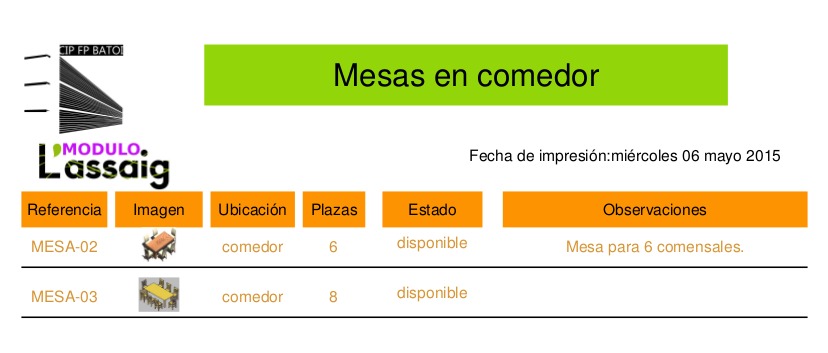 CIP FP BATOI
Mesas en comedor
MODULO
L'assaig
Fecha de impresión:miércoles 06 mayo 2015
Referencia Imagen Ubicación Plazas Estado Observaciones
MESA-02 comedor 6 disponible Mesa para 6 comensales.
MESA-03 comedor 8 disponible